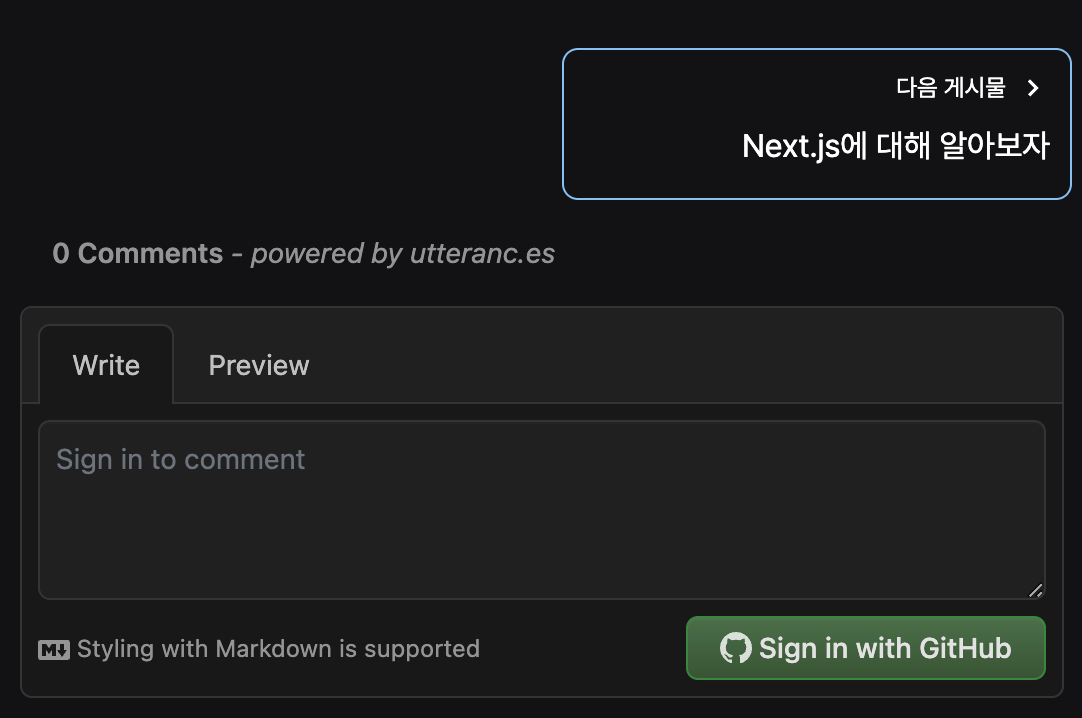 다음 게시물
Next.js에 대해 알아보자
0 Comments - powered by utteranc.es
Write
Preview
Sign in to comment
M Styling with Markdown is supported
Sign in with GitHub